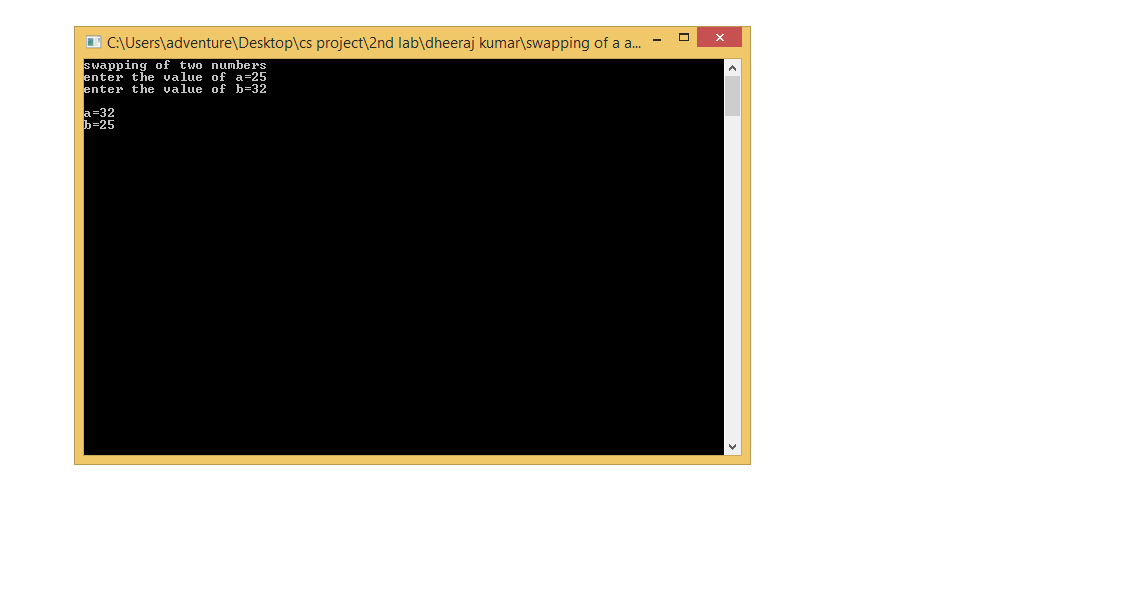 C:\Users\adventure\Desktop\cs project\2nd lab\dheeraj kumar\swapping of a a...
swapping of two numbers
enter the value of a=25
enter the value of b=32
a=32
b=25